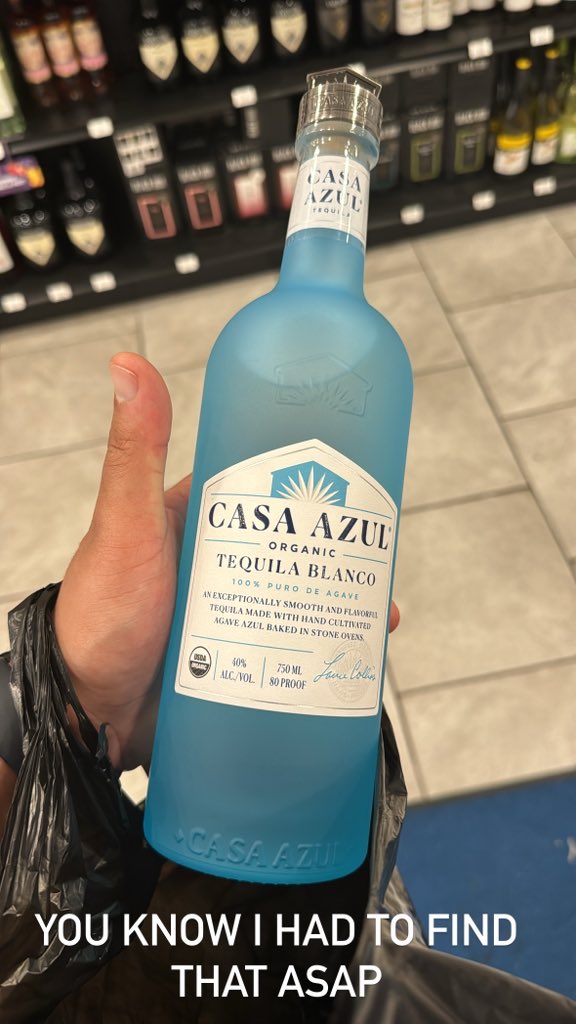 CASA
AZUL
TEQUILA
CASA AZUL
ORGANIC
TEQUILA BLANCO
100% PURO DE AGAVE
AN EXCEPTIONALLY SMOOTH AND FLAVORFUL
TEQUILA MADE WITH HAND CULTIVATED
AGAVE AZUL BAKED IN STONE OVENS.
USDA
ORGANIC
40%
ALC./VOL.
750 ML
80 PROOF
CASA AZUL
YOU KNOW I HAD TO FIND
THAT ASAP